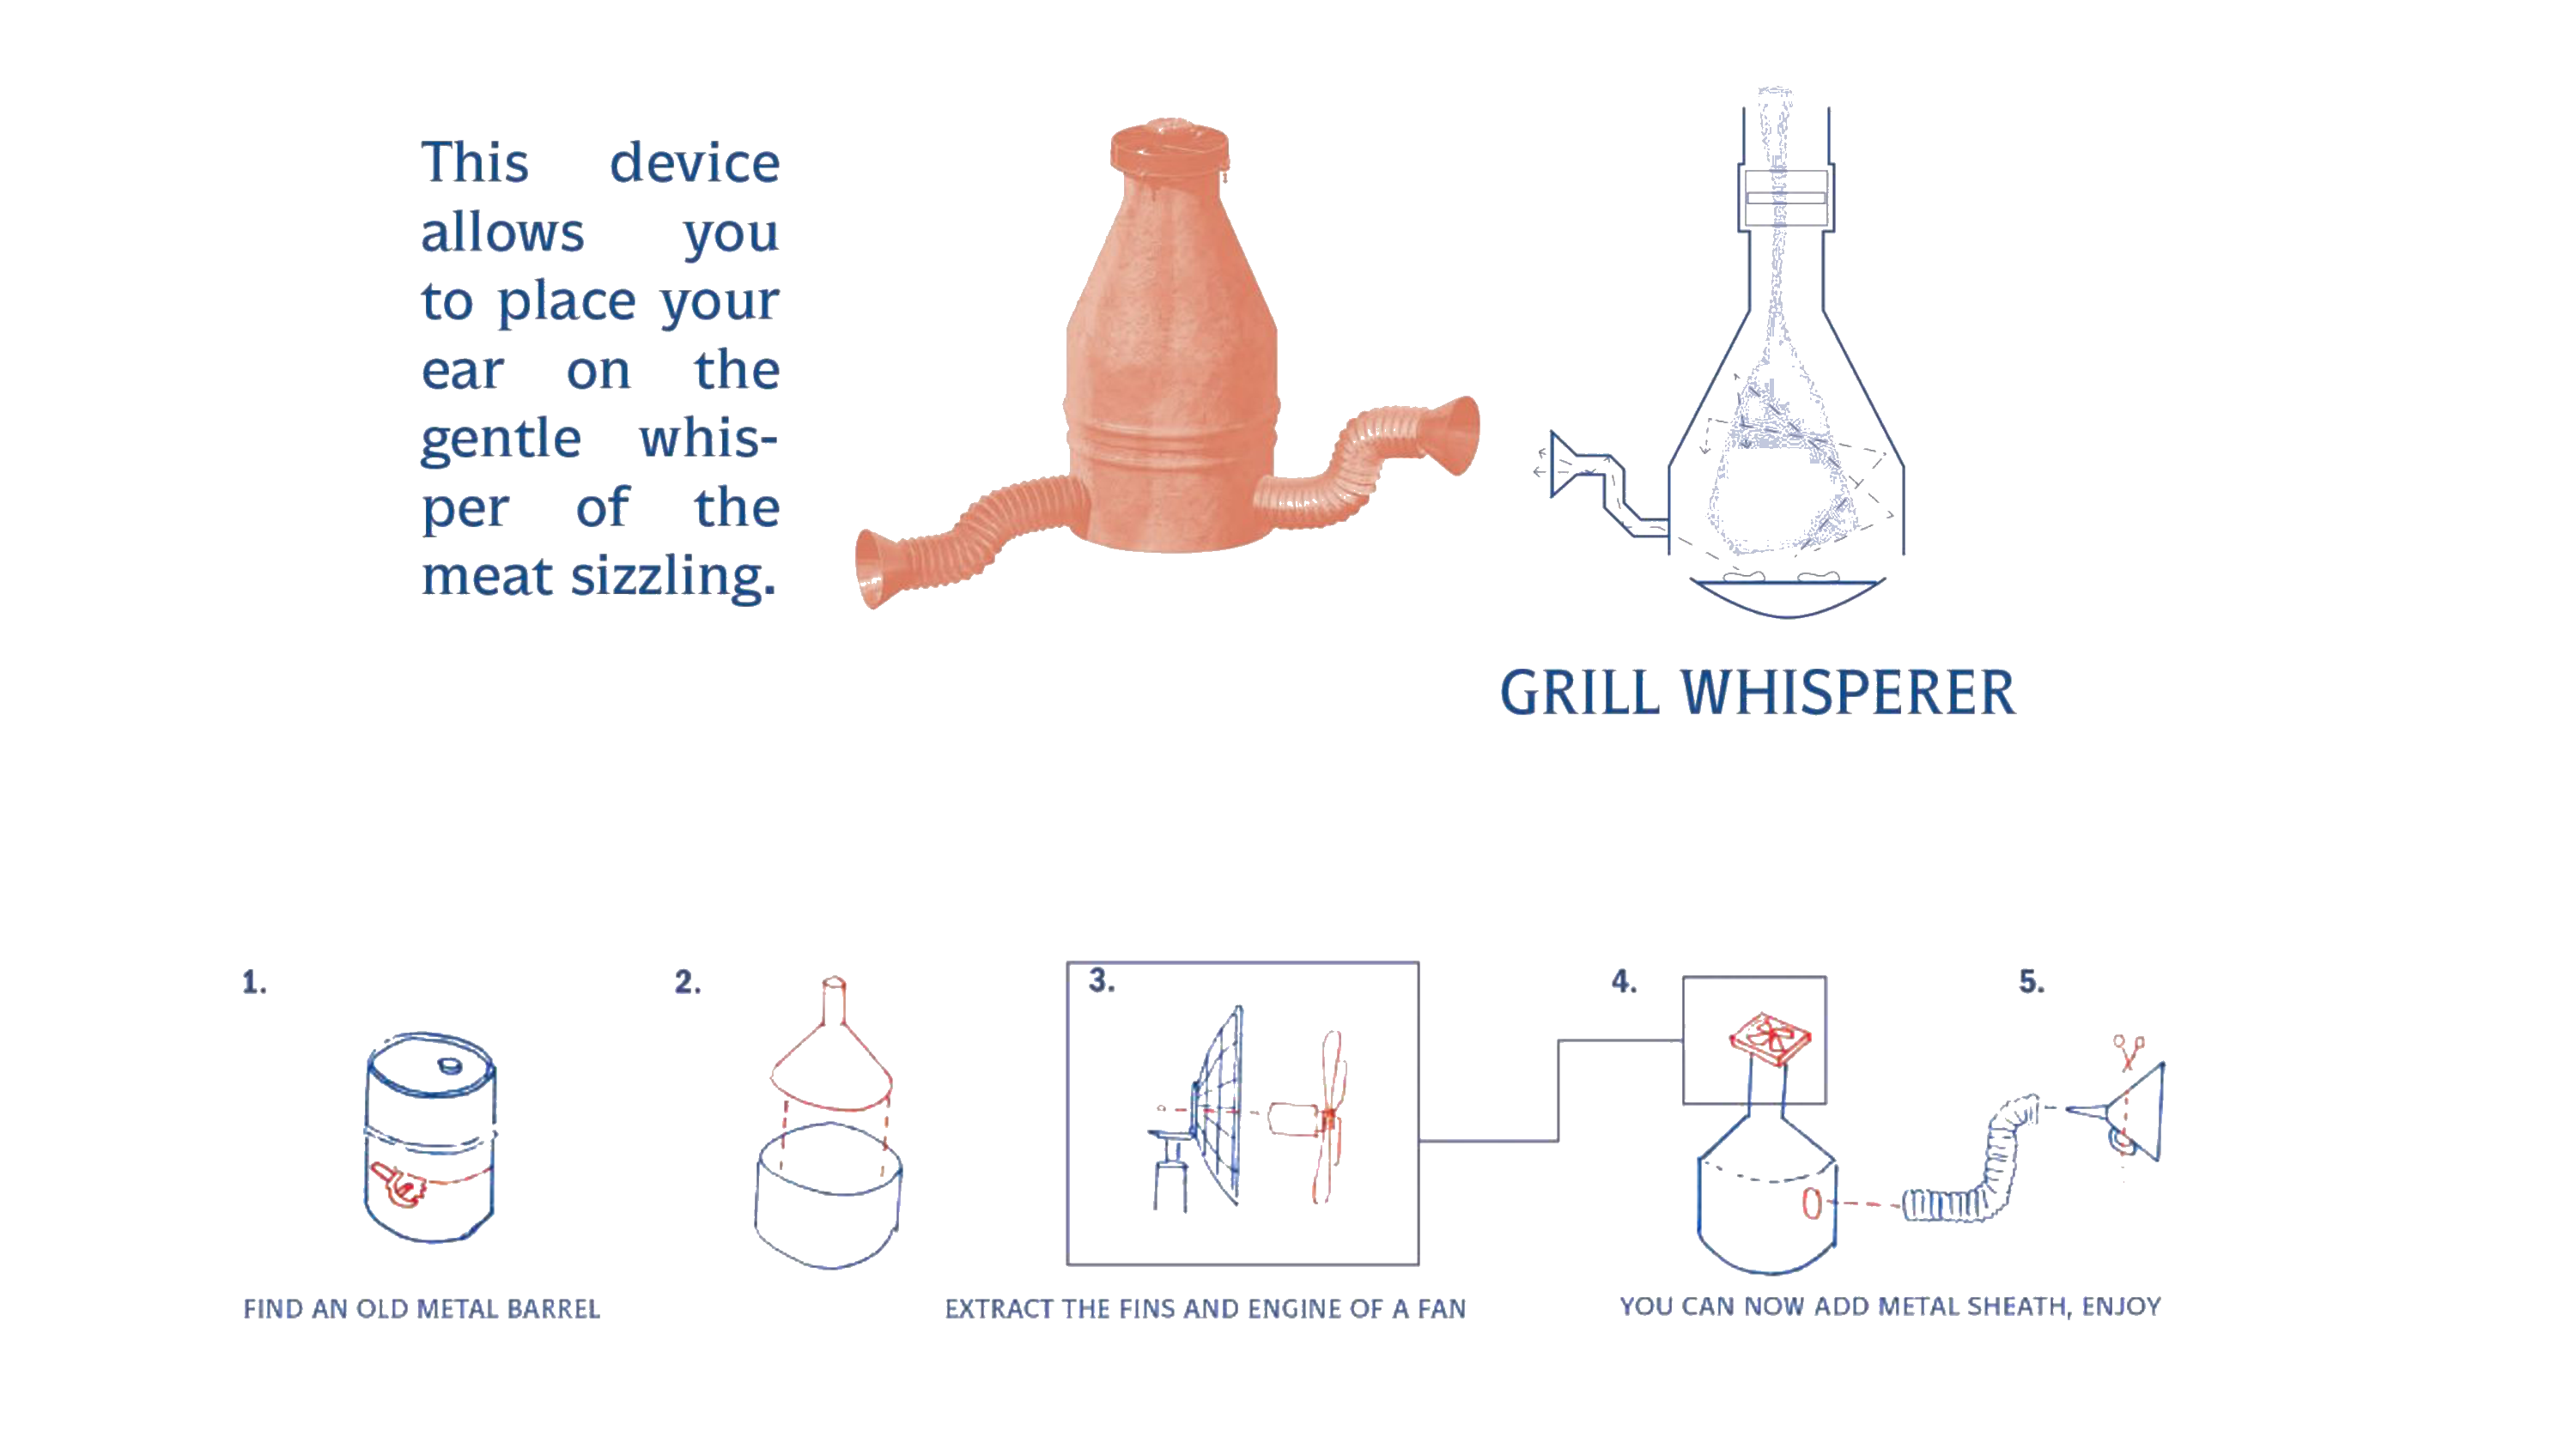 This device
allows you
to place your
ear on the
gentle whis-
per of the
meat sizzling.
GRILL WHISPERER
1.
2.
3.
4.
5.
FIND AN OLD METAL BARREL
EXTRACT THE FINS AND ENGINE OF A FAN
YOU CAN NOW ADD METAL SHEATH, ENJOY